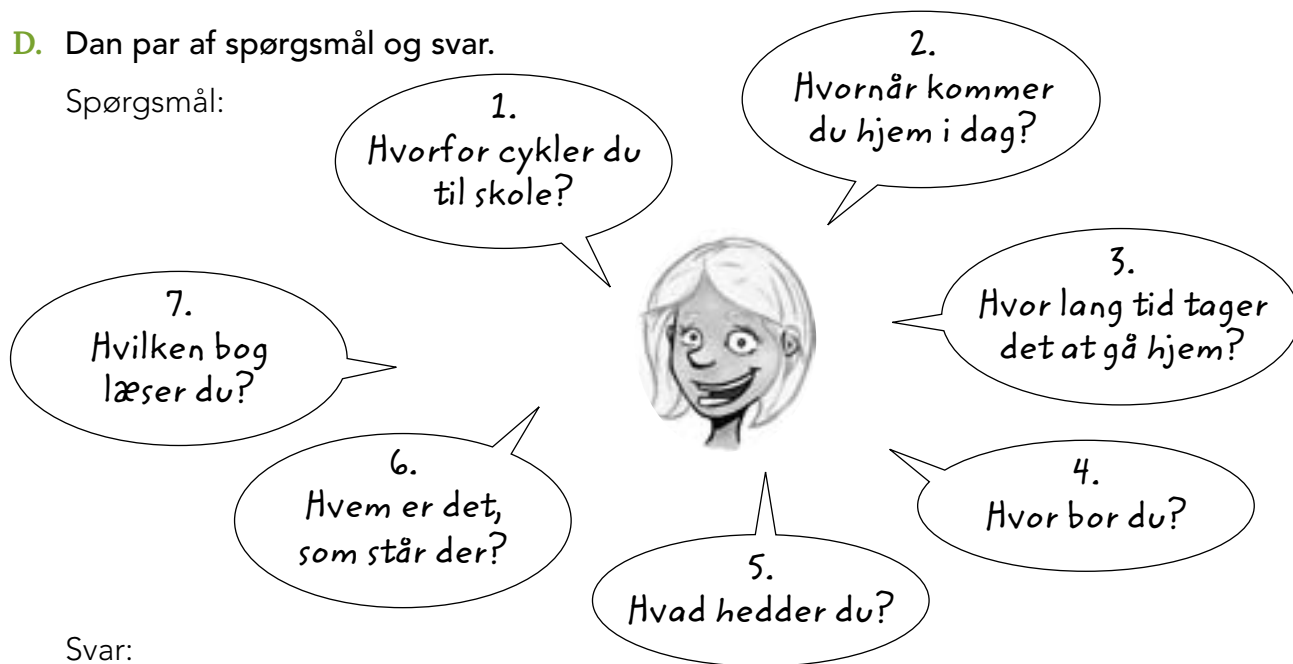 D. Dan par af spørgsmål og svar.
Spørgsmål:
1.
Hvorfor cykler du
til skole?
2.
Hvornår kommer
du hjem i dag?
3.
Hvor lang tid tager
det at gå hjem?
4.
Hvor bor du?
5.
Hvad hedder du?
6.
Hvem er det,
som står der?
7.
Hvilken bog
læser du?
Svar: